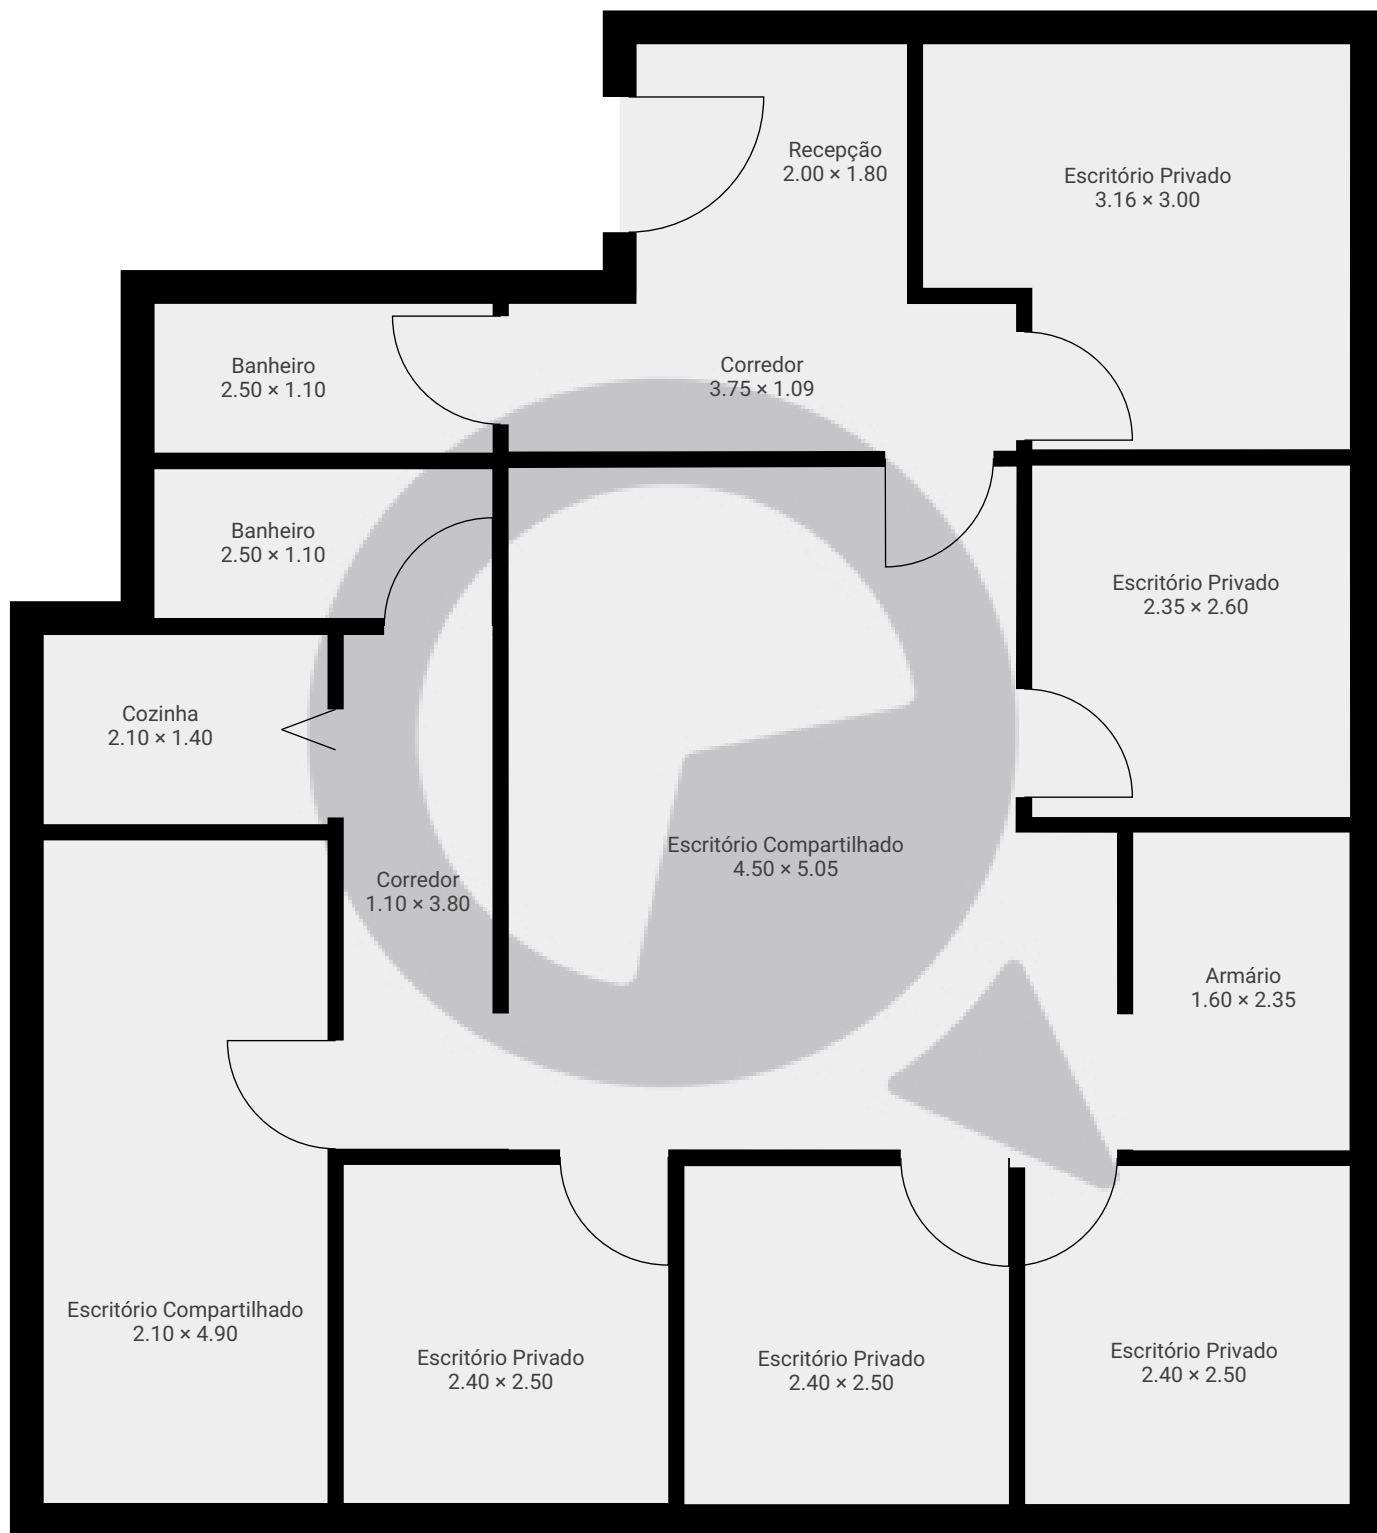 Recepção
2.00 × 1.80
Escritório Privado
3.16 × 3.00
Banheiro
2.50 × 1.10
Corredor
3.75 × 1.09
Banheiro
2.50 × 1.10
Escritório Privado
2.35 × 2.60
Cozinha
2.10 × 1.40
Escritório Compartilhado
4.50 × 5.05
Corredor
1.10 × 3.80
Armário
1.60 × 2.35
Escritório Compartilhado
2.10 × 4.90
Escritório Privado
2.40 × 2.50
Escritório Privado
2.40 × 2.50
Escritório Privado
2.40 × 2.50